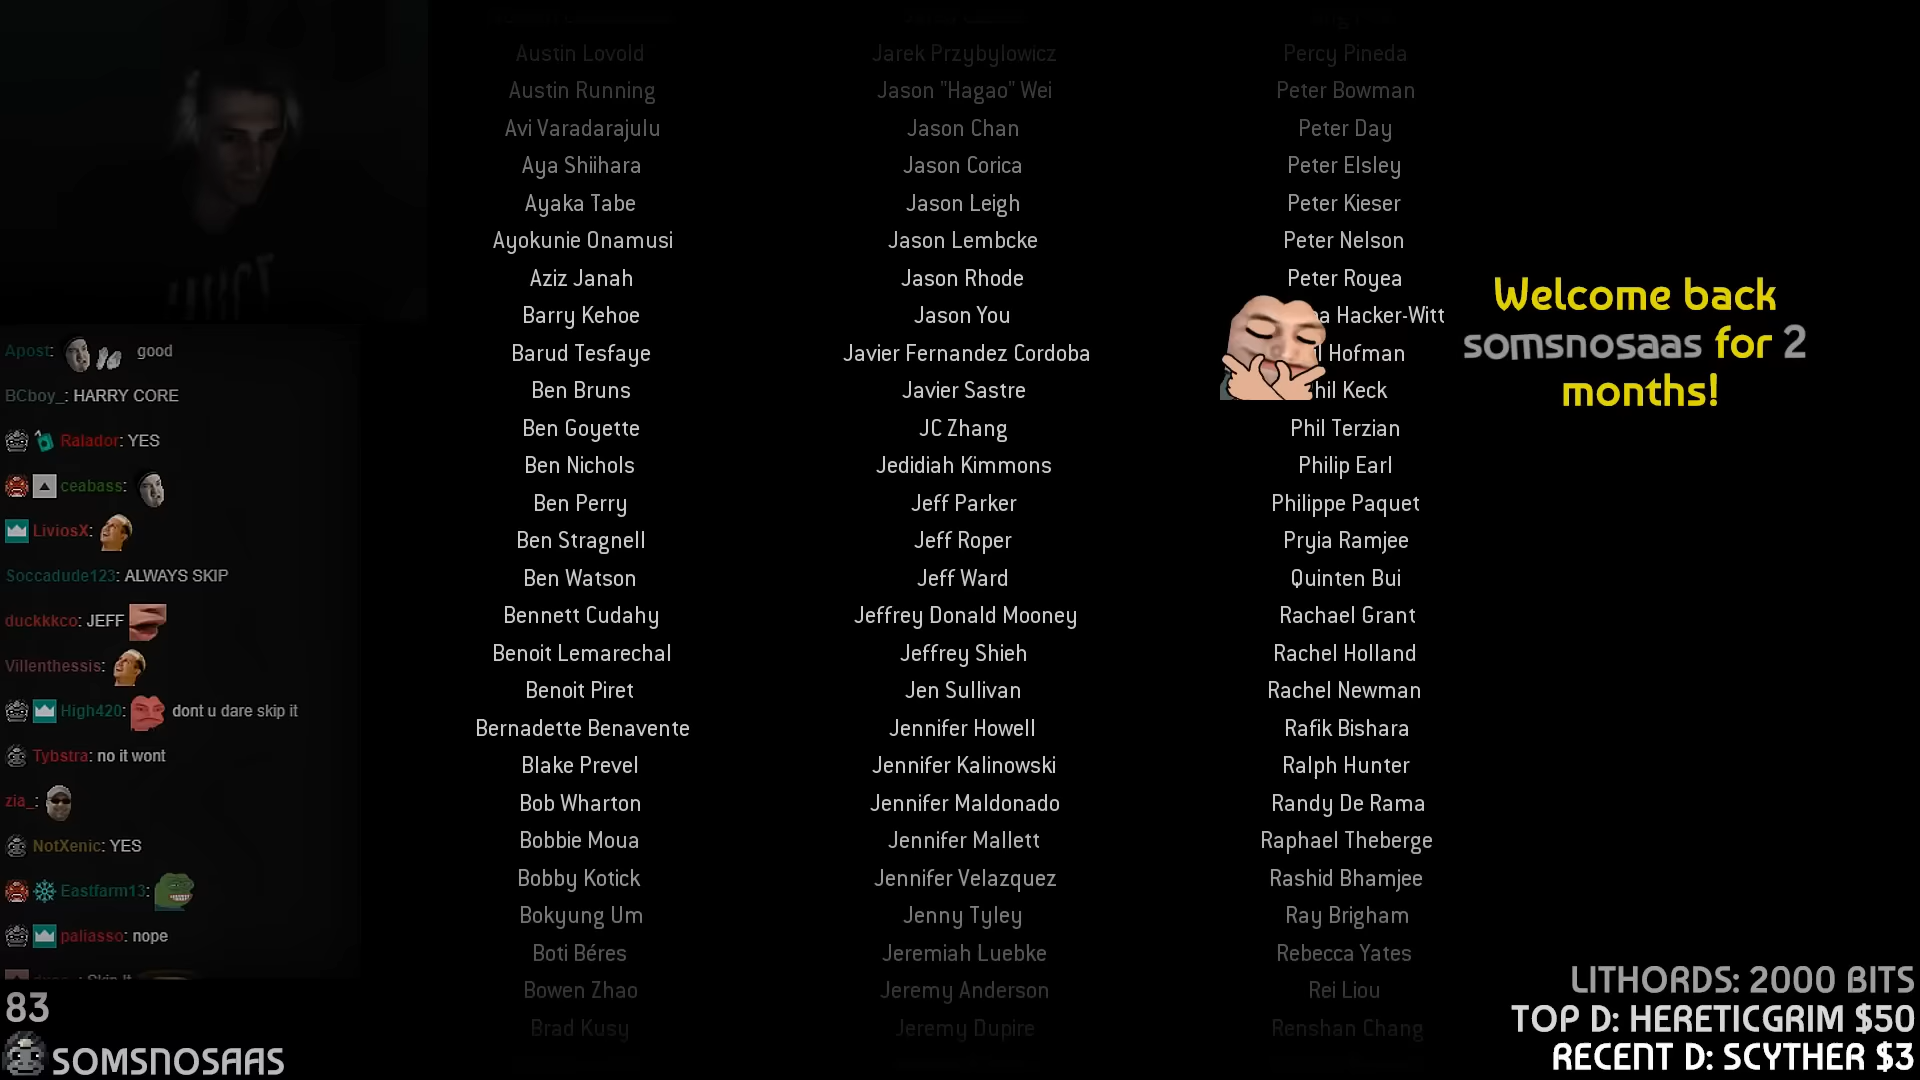 Austin Lovold
Austin Running
Avi Varadarajulu
Aya Shiihara
Ayaka Tabe
Ayokunie Onamusi
Aziz Janah
Barry Kehoe
Barud Tesfaye
Ben Bruns
Ben Goyette
Ben Nichols
Ben Perry
Ben Stragnell
Ben Watson
Bennett Cudahy
Benoit Lemarechal
Benoit Piret
Bernadette Benavente
Blake Prevel
Bob Wharton
Bobbie Moua
Bobby Kotick
Bokyung Um
Boti Béres
Bowen Zhao
Brad Kusy
Jarek Przybylowicz
Jason "Hagao" Wei
Jason Chan
Jason Corica
Jason Leigh
Jason Lembcke
Jason Rhode
Jason You
Javier Fernandez Cordoba
Javier Sastre
JC Zhang
Jedidiah Kimmons
Jeff Parker
Jeff Roper
Jeff Ward
Jeffrey Donald Mooney
Jeffrey Shieh
Jen Sullivan
Jennifer Howell
Jennifer Kalinowski
Jennifer Maldonado
Jennifer Mallett
Jennifer Velazquez
Jenny Tyley
Jeremiah Luebke
Jeremy Anderson
Jeremy Dupire
Percy Pineda
Peter Bowman
Peter Day
Peter Elsley
Peter Kieser
Peter Nelson
Peter Royea
Hacker-Witt
Hofman
Keck
Phil Terzian
Philip Earl
Philippe Paquet
Pryia Ramjee
Quinten Bui
Rachael Grant
Rachel Holland
Rachel Newman
Rafik Bishara
Ralph Hunter
Randy De Rama
Raphael Theberge
Rashid Bhamjee
Ray Brigham
Rebecca Yates
Rei Liou
Renshan Chang
Welcome back
somsnosaas for 2
months!
Apost: good
BCboy_: HARRY CORE
Ralador: YES
ceabass:
LiviosX:
Soccadude123: ALWAYS SKIP
duckkkco: JEFF
Villenthessis:
High420: dont u dare skip it
Tybstra: no it wont
zia_:
NotXenic: YES
Eastfarm13:
paliasso: nope
83
SOMSNOSAAS
LITHORDS: 2000 BITS
TOP D: HERETICGRIM $50
RECENT D: SCYTHER $3